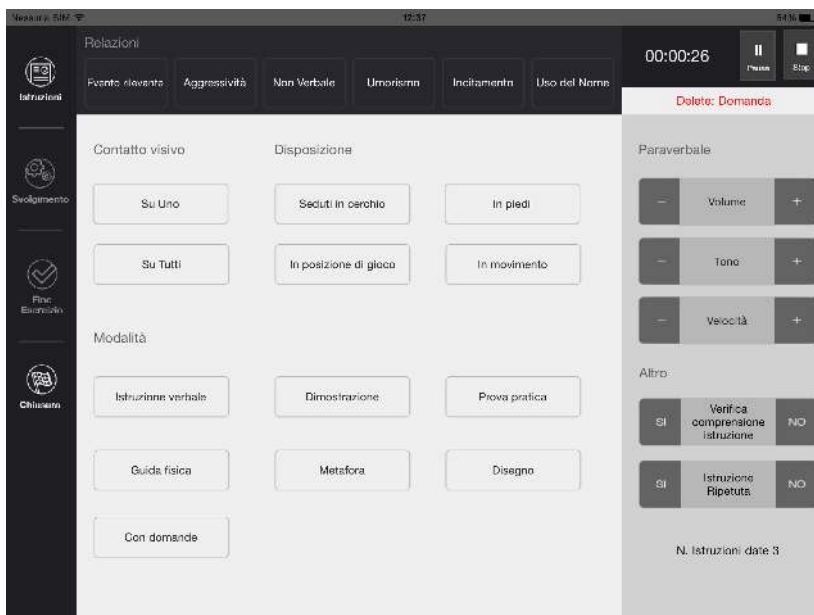 Nessuna SIM 12:37 54%
Relazioni
Evento rilevante Aggressività Non Verbale Umorismo Incitamento Uso del Nome
00:00:26 Pausa Stop
Delete: Domanda
Istruzioni
Svolgimento
Fine
Esercizio
Chiusura
Contatto visivo Disposizione
Su Uno Seduti in cerchio In piedi
Su Tutti In posizione di gioco In movimento
Modalità
Istruzione verbale Dimostrazione Prova pratica
Guida fisica Metafora Disegno
Con domande
Paraverbale
– Volume +
– Tono +
– Velocità +
Altro
SI Verifica comprensione istruzione NO
SI Istruzione Ripetuta NO
N. Istruzioni date 3